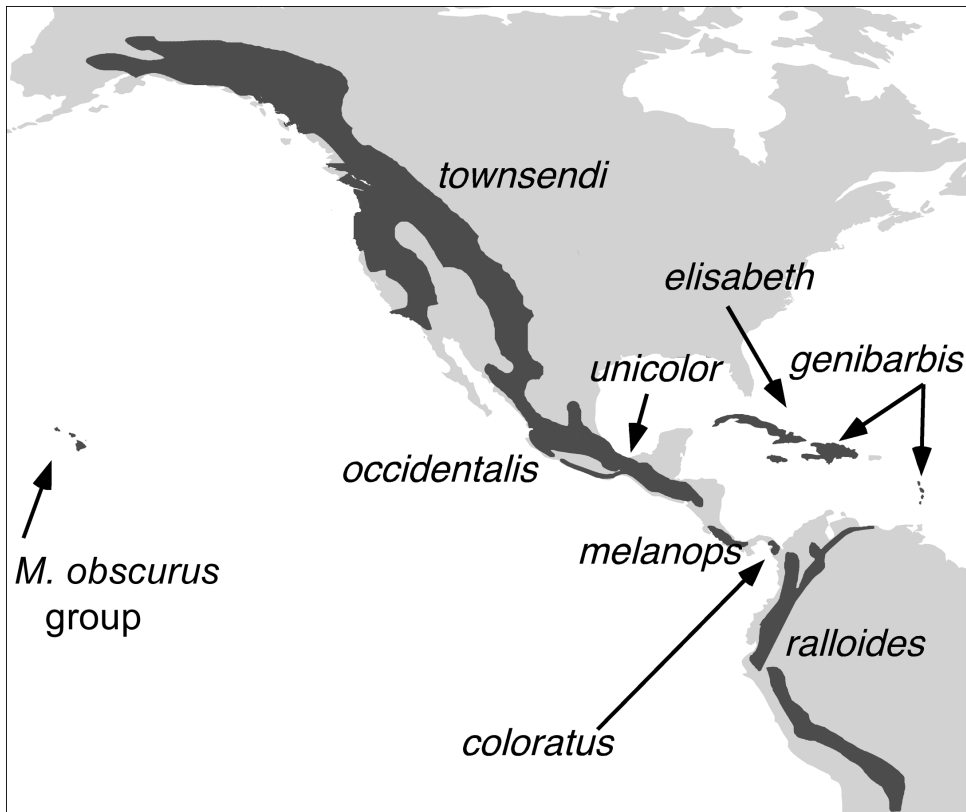 townsendi
elisabeth
unicolor
genibarbis
occidentalis
melanops
M. obscurus
group
ralloides
coloratus